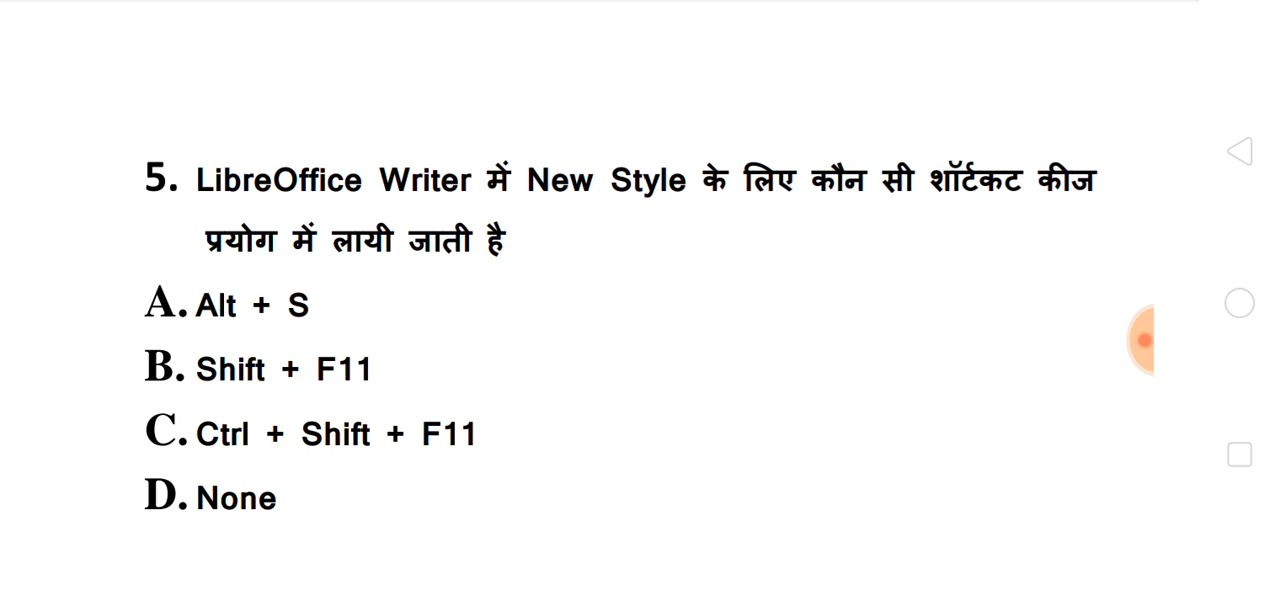 5. LibreOffice Writer में New Style के लिए कौन सी शॉर्टकट कीज
प्रयोग में लायी जाती है
A. Alt + S
B. Shift + F11
C. Ctrl + Shift + F11
D. None